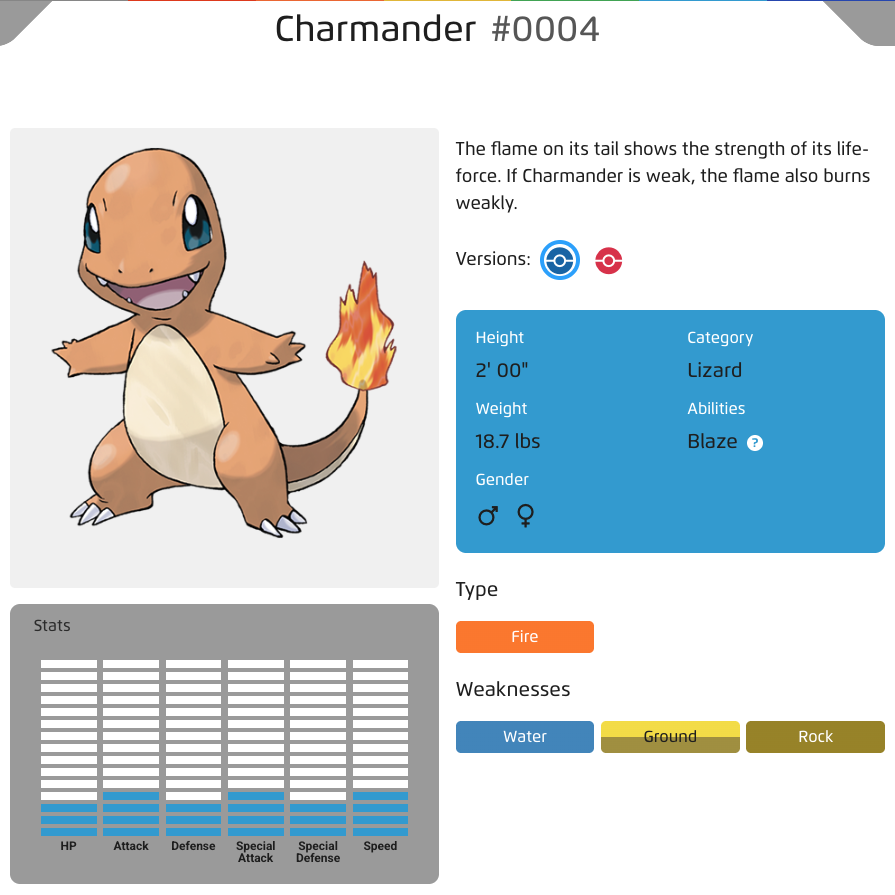 Charmander #0004
The flame on its tail shows the strength of its life-
force. If Charmander is weak, the flame also burns
weakly.
Versions:
Height
Category
2' 00"
Lizard
Weight
Abilities
18.7 lbs
Blaze ?
Gender
♂ ♀
Type
Fire
Weaknesses
Water Ground Rock
Stats
HP Attack Defense Special Attack Special Defense Speed